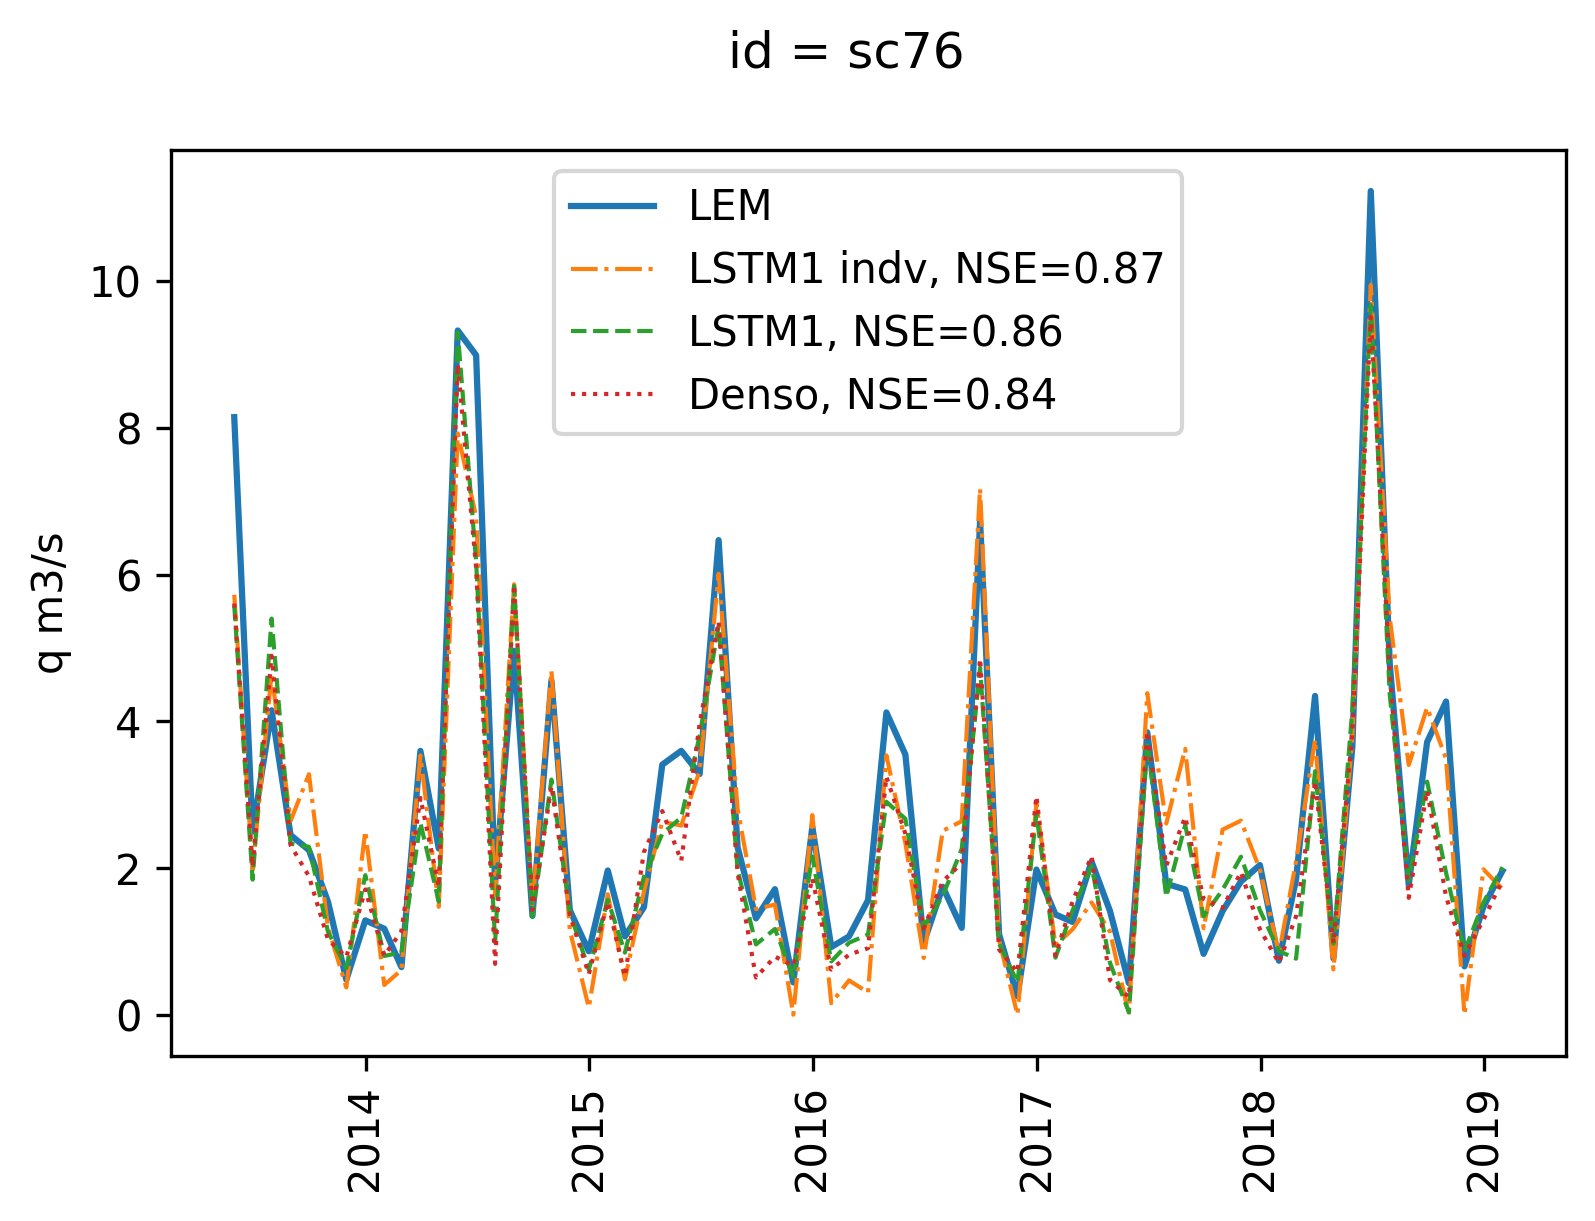 id = sc76
LEM
LSTM1 indv, NSE=0.87
LSTM1, NSE=0.86
Denso, NSE=0.84
q m3/s
10
8
6
4
2
0
2014
2015
2016
2017
2018
2019